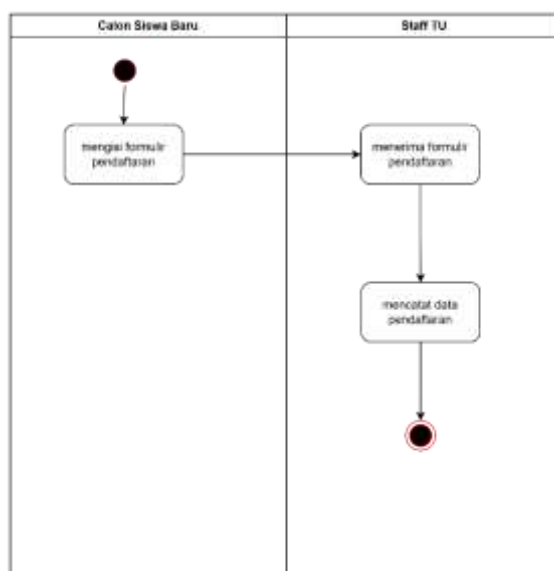 Calon Siswa Baru
Staff TU
mengisi formulir
pendaftaran
menerima formulir
pendaftaran
mencatat data
pendaftaran